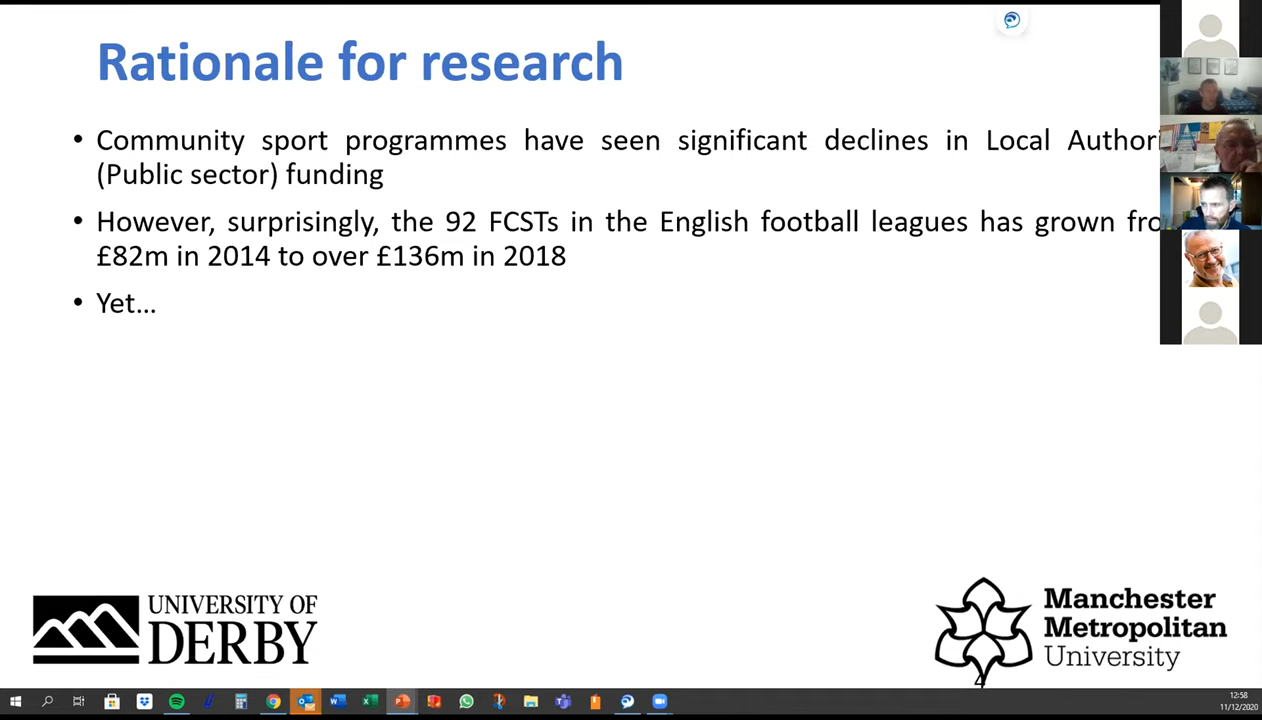 Rationale for research
• Community sport programmes have seen significant declines in Local Authori
(Public sector) funding
• However, surprisingly, the 92 FCSTs in the English football leagues has grown fro
£82m in 2014 to over £136m in 2018
• Yet…
UNIVERSITY OF
DERBY
Manchester
Metropolitan
University
4
12:58
11/12/2020